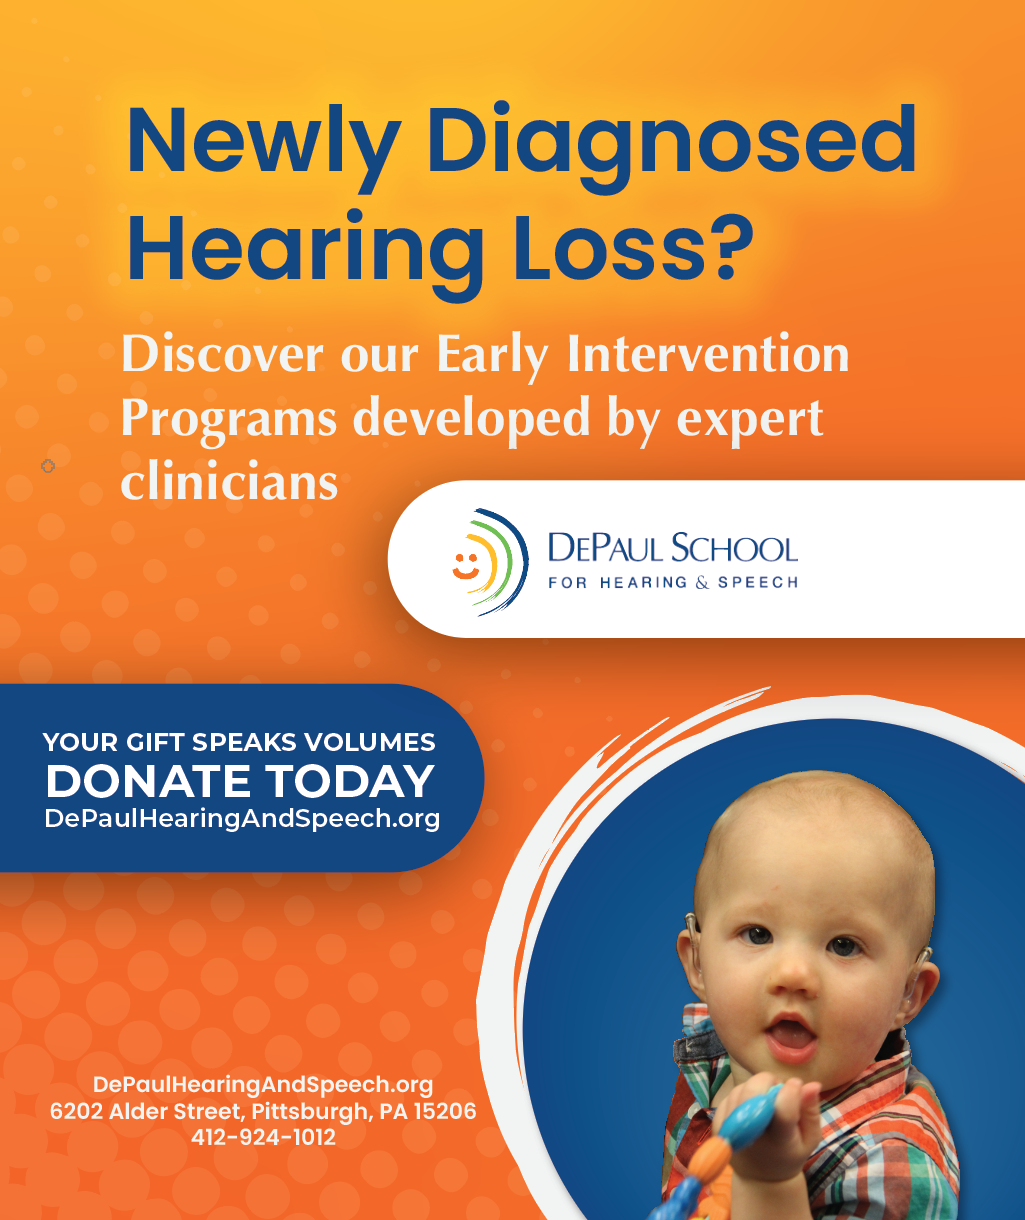 Newly Diagnosed
Hearing Loss?
Discover our Early Intervention
Programs developed by expert
clinicians
DEPAUL SCHOOL
FOR HEARING & SPEECH
YOUR GIFT SPEAKS VOLUMES
DONATE TODAY
DePaulHearingAndSpeech.org
DePaulHearingAndSpeech.org
6202 Alder Street, Pittsburgh, PA 15206
412-924-1012